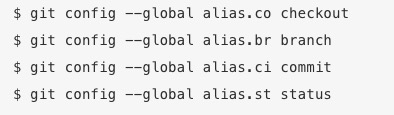 $ git config --global alias.co checkout
$ git config --global alias.br branch
$ git config --global alias.ci commit
$ git config --global alias.st status